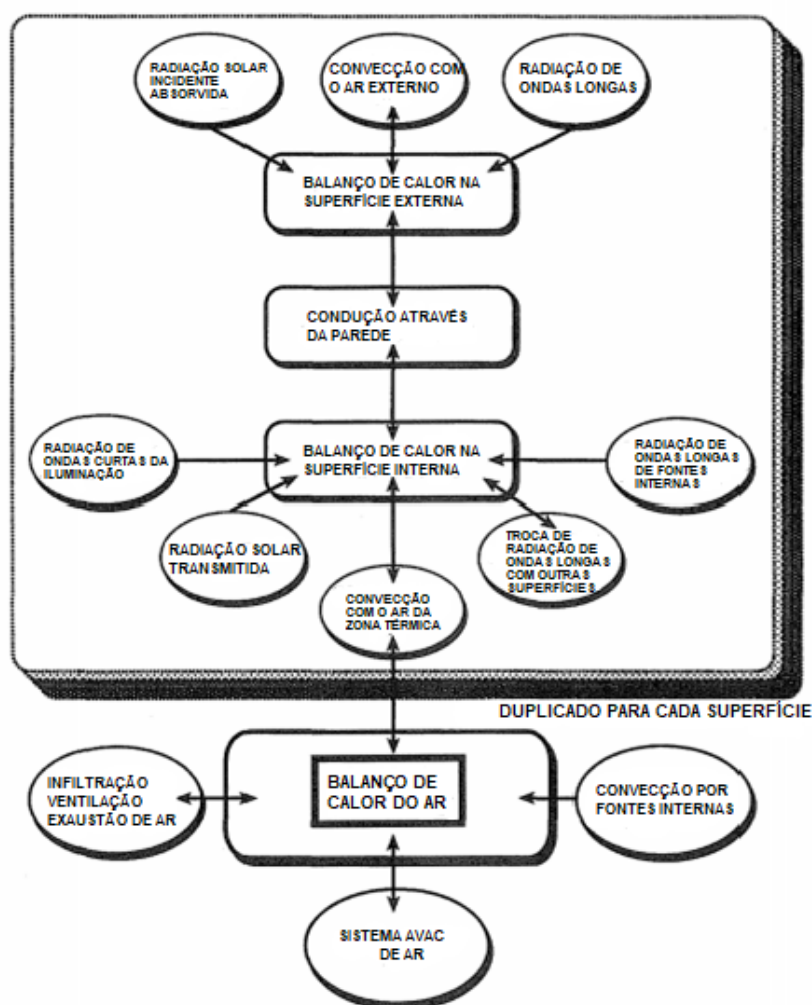 RADIAÇÃO SOLAR
INCIDENTE
ABSORVIDA
CONVECÇÃO COM
O AR EXTERNO
RADIAÇÃO DE
ONDAS LONGAS
BALANÇO DE CALOR NA
SUPERFÍCIE EXTERNA
CONDUÇÃO ATRAVÉS
DA PAREDE
RADIAÇÃO DE
ONDAS CURTAS DA
ILUMINAÇÃO
BALANÇO DE CALOR NA
SUPERFÍCIE INTERNA
RADIAÇÃO DE
ONDAS LONGAS
DE FONTES
INTERNAS
RADIAÇÃO SOLAR
TRANSMITIDA
TROCA DE
RADIAÇÃO DE
ONDAS LONGAS
COM OUTRAS
SUPERFÍCIES
CONVECÇÃO
COM O AR DA
ZONA TÉRMICA
DUPLICADO PARA CADA SUPERFÍCIE
INFILTRAÇÃO
VENTILAÇÃO
EXAUSTÃO DE AR
BALANÇO DE
CALOR DO AR
CONVECÇÃO POR
FONTES INTERNAS
SISTEMA AVAC
DE AR